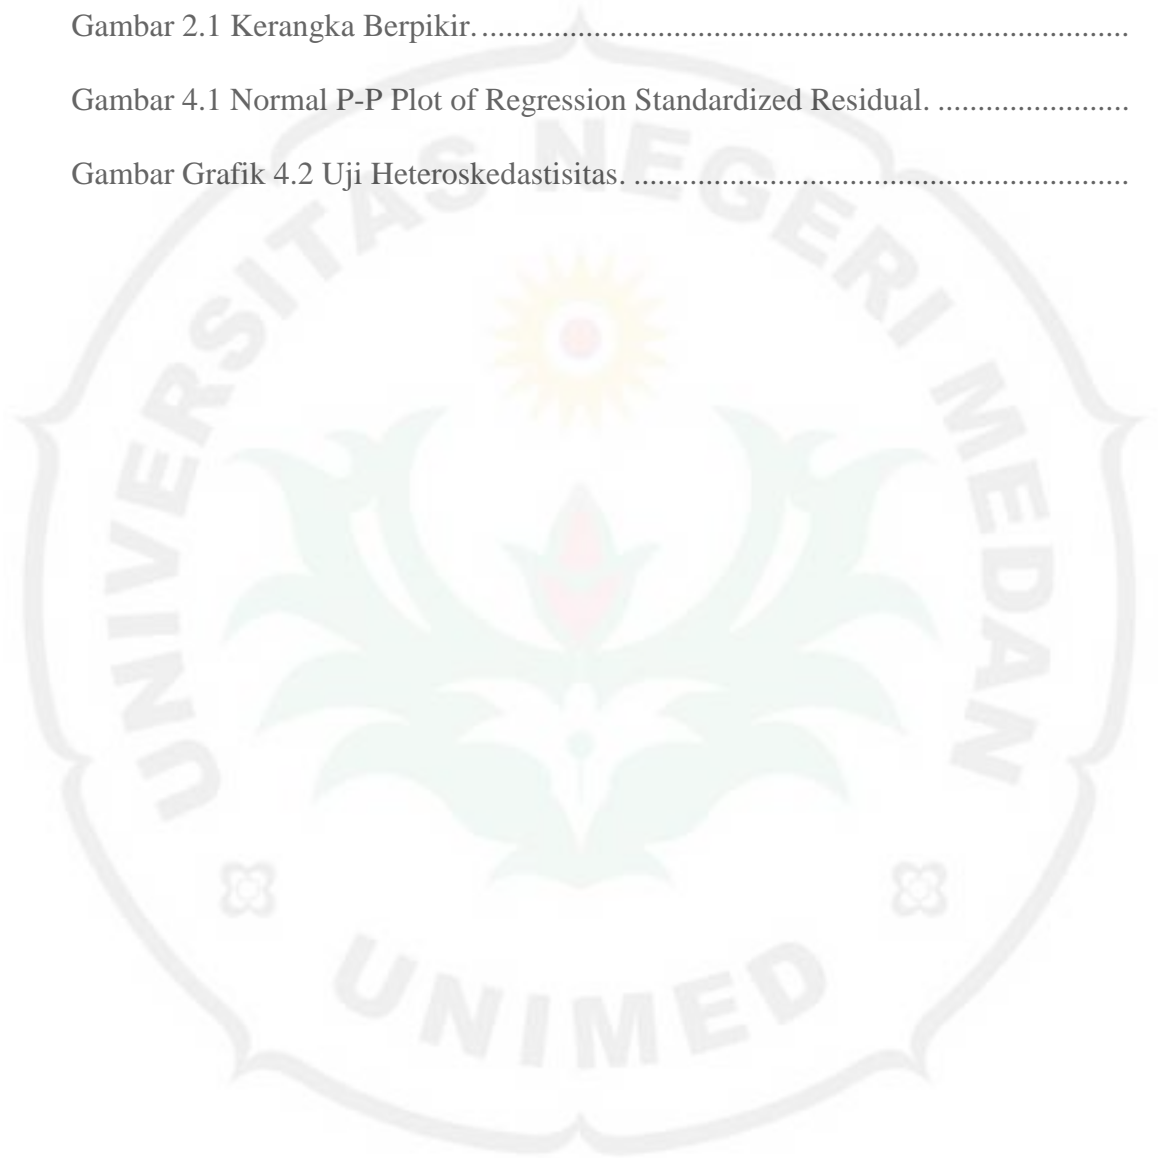 Gambar 2.1 Kerangka Berpikir. ................................................................................
Gambar 4.1 Normal P-P Plot of Regression Standardized Residual. ........................
Gambar Grafik 4.2 Uji Heteroskedastisitas. .............................................................
UNIVERSITAS NEGERI MEDAN
UNIMED